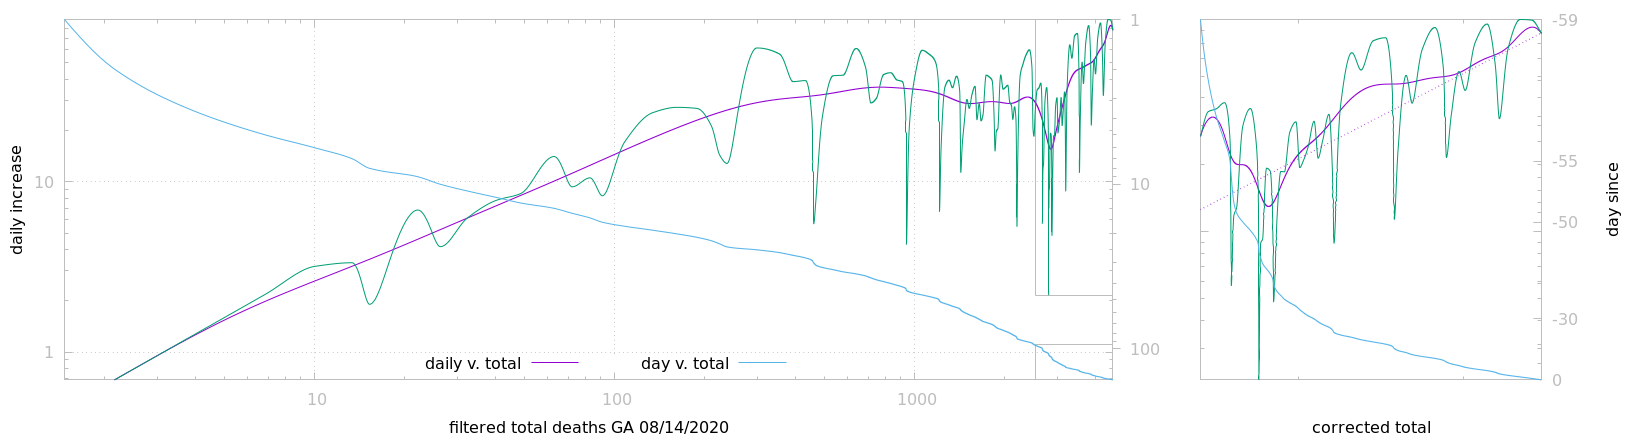 daily increase
10
1
10
100
1000
1
10
100
daily v. total
day v. total
filtered total deaths GA 08/14/2020
-59
-55
-50
-30
0
day since
corrected total